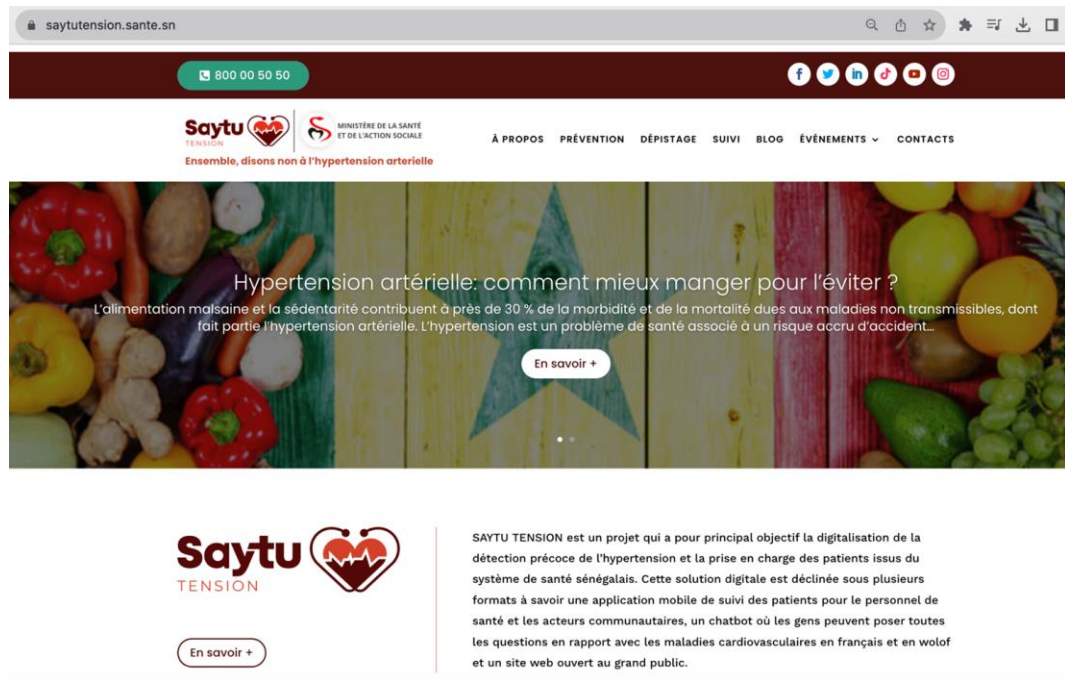 saytutension.sante.sn
800 00 50 50
Saytu
TENSION
MINISTÈRE DE LA SANTÉ
ET DE L'ACTION SOCIALE
Ensemble, disons non à l'hypertension arterielle
À PROPOS PRÉVENTION DÉPISTAGE SUIVI BLOG ÉVÉNEMENTS CONTACTS
Hypertension artérielle: comment mieux manger pour l'éviter ?
L'alimentation malsaine et la sédentarité contribuent à près de 30 % de la morbidité et de la mortalité dues aux maladies non transmissibles, dont
fait partie l'hypertension artérielle. L'hypertension est un problème de santé associé à un risque accru d'accident...
En savoir +
Saytu
TENSION
En savoir +
SAYTU TENSION est un projet qui a pour principal objectif la digitalisation de la
détection précoce de l'hypertension et la prise en charge des patients issus du
système de santé sénégalais. Cette solution digitale est déclinée sous plusieurs
formats à savoir une application mobile de suivi des patients pour le personnel de
santé et les acteurs communautaires, un chatbot où les gens peuvent poser toutes
les questions en rapport avec les maladies cardiovasculaires en français et en wolof
et un site web ouvert au grand public.